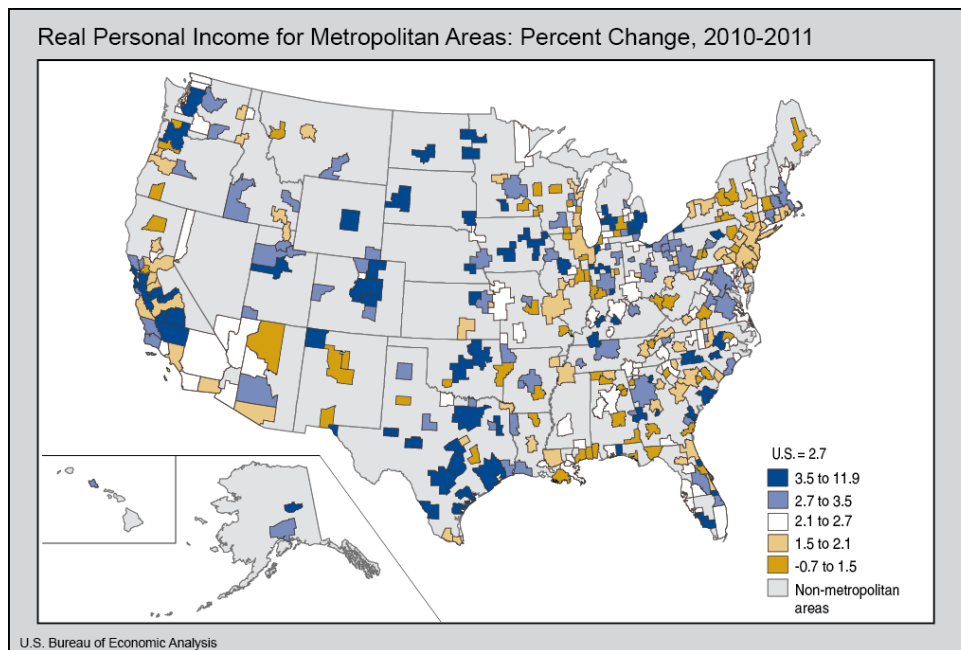 Real Personal Income for Metropolitan Areas: Percent Change, 2010-2011
U.S. = 2.7
3.5 to 11.9
2.7 to 3.5
2.1 to 2.7
1.5 to 2.1
-0.7 to 1.5
Non-metropolitan
areas
U.S. Bureau of Economic Analysis